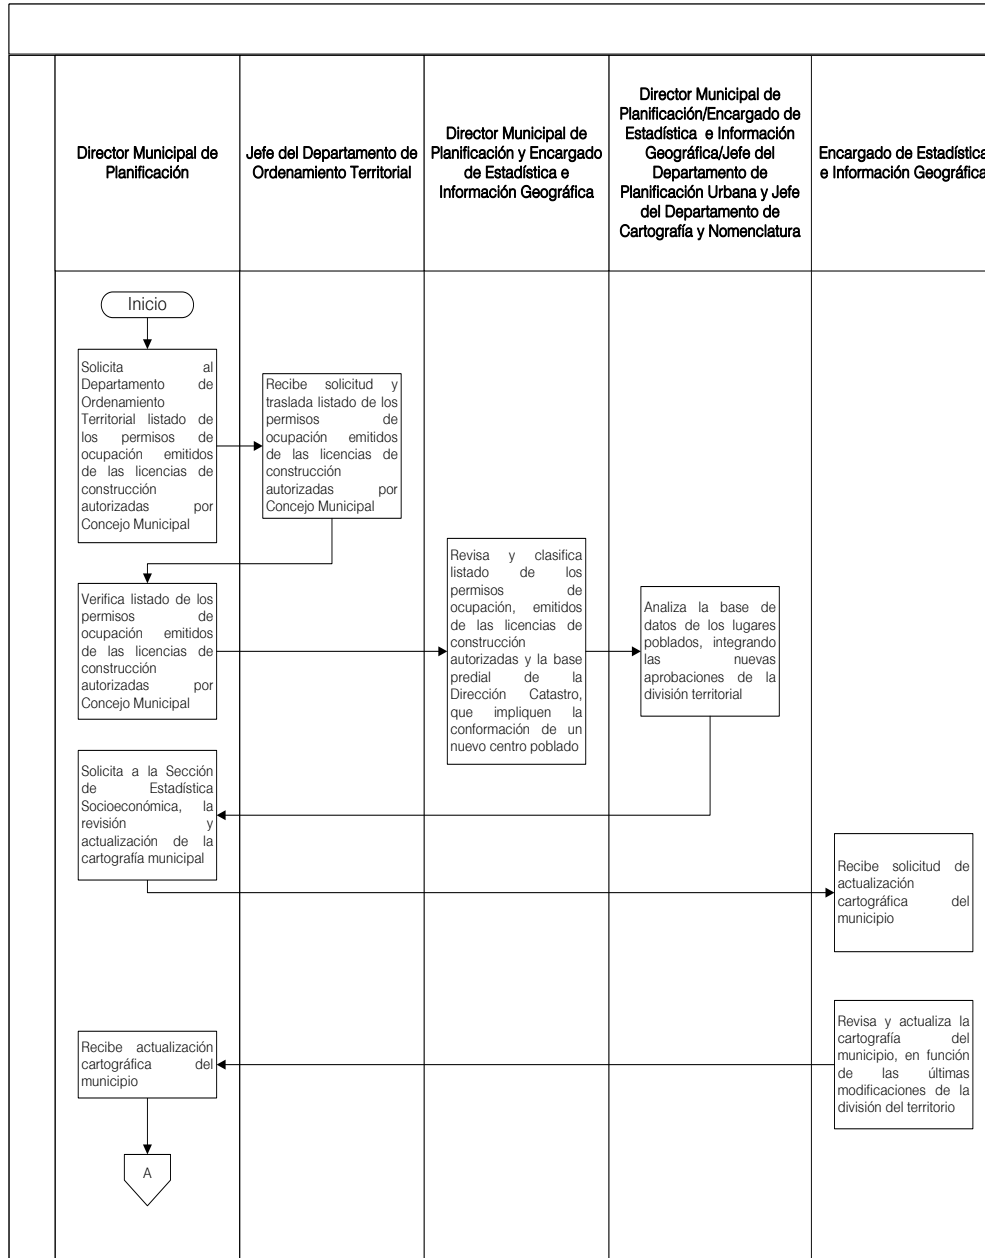 Director Municipal de
Planificación
Jefe del Departamento de
Ordenamiento Territorial
Director Municipal de
Planificación y Encargado
de Estadística e
Información Geográfica
Director Municipal de
Planificación/Encargado de
Estadística e Información
Geográfica/Jefe del
Departamento de
Planificación Urbana y Jefe
del Departamento de
Cartografía y Nomenclatura
Encargado de Estadística
e Información Geográfica
Inicio
Solicita al
Departamento de
Ordenamiento
Territorial listado de
los permisos de
ocupación emitidos
de las licencias de
construcción
autorizadas por
Concejo Municipal
Recibe solicitud y
traslada listado de los
permisos de
ocupación emitidos
de las licencias de
construcción
autorizadas por
Concejo Municipal
Verifica listado de los
permisos de
ocupación emitidos
de las licencias de
construcción
autorizadas por
Concejo Municipal
Revisa y clasifica
listado de los
permisos de
ocupación, emitidos
de las licencias de
construcción
autorizadas y la base
predial de la
Dirección Catastro,
que impliquen la
conformación de un
nuevo centro poblado
Analiza la base de
datos de los lugares
poblados, integrando
las nuevas
aprobaciones de la
división territorial
Solicita a la Sección
de Estadística
Socioeconómica, la
revisión y
actualización de la
cartografía municipal
Recibe solicitud de
actualización
cartográfica del
municipio
Revisa y actualiza la
cartografía del
municipio, en función
de las últimas
modificaciones de la
división del territorio
Recibe actualización
cartográfica del
municipio
A